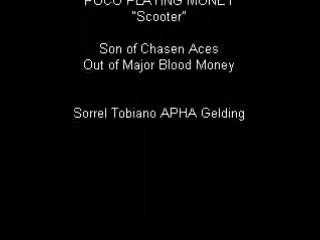 POCO PLAYING MONEY
"Scooter"
Son of Chasen Aces
Out of Major Blood Money
Sorrel Tobiano APHA Gelding